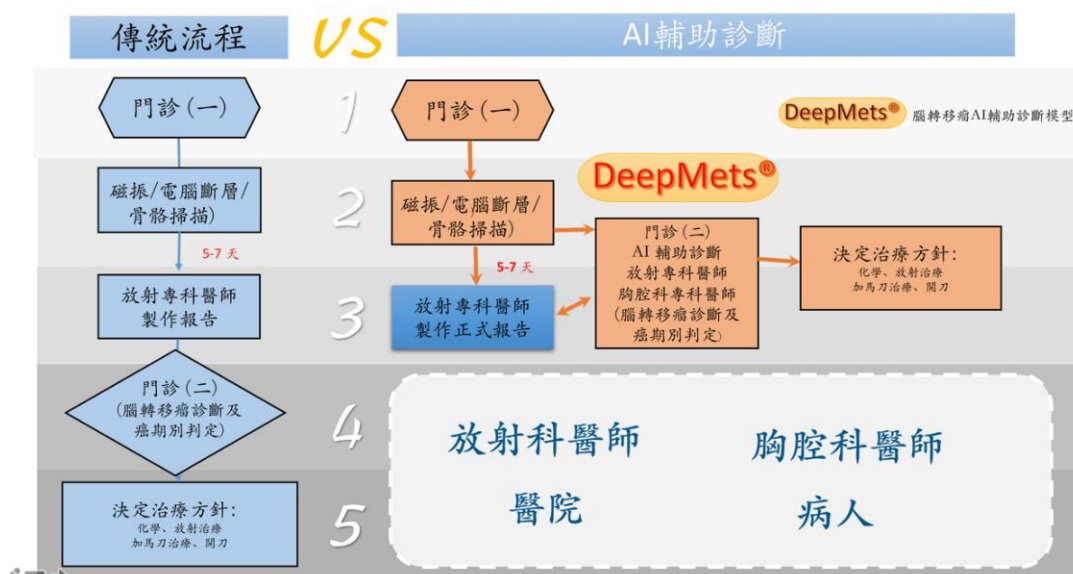 傳統流程
VS
AI輔助診斷
門診(一)
磁振/電腦斷層/
骨骼掃描)
5-7 天
放射專科醫師
製作報告
門診(二)
(腦轉移瘤診斷及
癌期別判定)
決定治療方針:
化學、放射治療
加馬刀治療、開刀
1
2
3
4
5
門診(一)
DeepMets® 腦轉移瘤AI輔助診斷模型
DeepMets®
磁振/電腦斷層/
骨骼掃描)
5-7 天
放射專科醫師
製作正式報告
門診(二)
AI 輔助診斷
放射專科醫師
胸腔科專科醫師
(腦轉移瘤診斷及
癌期別判定)
決定治療方針:
化學、放射治療
加馬刀治療、開刀
放射科醫師
胸腔科醫師
醫院
病人